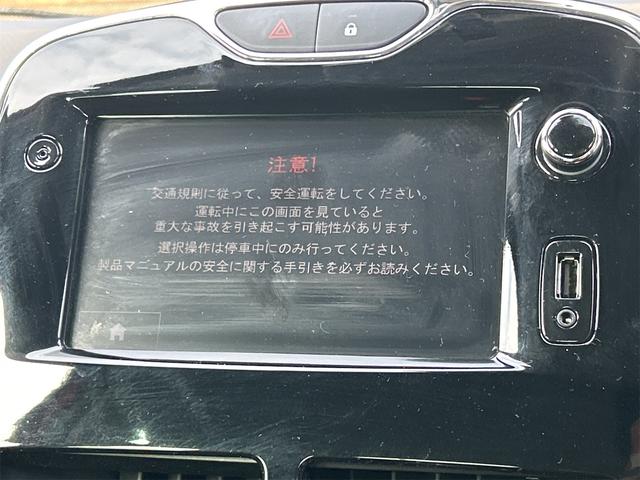 注意!
交通規則に従って、安全運転をしてください。
運転中にこの画面を見ていると
重大な事故を引き起こす可能性があります。
選択操作は停車中にのみ行ってください。
製品マニュアルの安全に関する手引きを必ずお読みください。